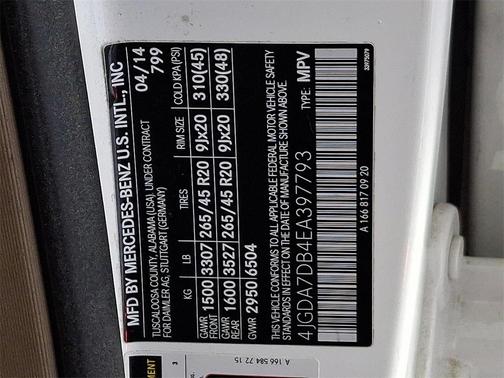 MFD BY MERCEDES-BENZ U.S. INTL., INC
TUSCALOOSA COUNTY, ALABAMA (USA), UNDER CONTRACT
FOR DAIMLER AG, STUTTGART (GERMANY)
04/14
799
KG LB TIRES RIM SIZE COLD KPA(PSI)
GAWR FRONT 1500 3307 265/45 R20 9Jx20 310(45)
GAWR REAR 1600 3527 265/45 R20 9Jx20 330(48)
GVWR 2950 6504
THIS VEHICLE CONFORMS TO ALL APPLICABLE FEDERAL MOTOR VEHICLE SAFETY
STANDARDS IN EFFECT ON THE DATE OF MANUFACTURE SHOWN ABOVE.
4JGDA7DB4EA397793 TYPE: MPV
A 166 817 09 20
33975079
A 166 584 72 15
3